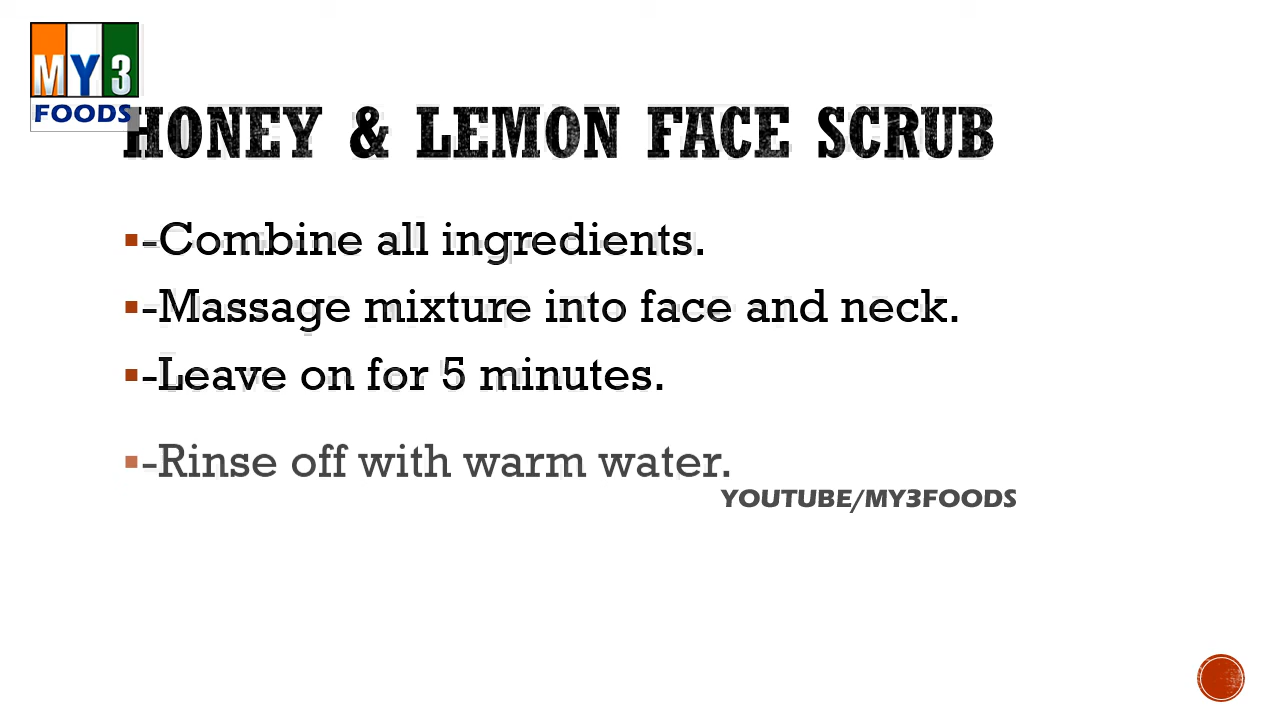 MY3
FOODS
HONEY & LEMON FACE SCRUB
-Combine all ingredients.
-Massage mixture into face and neck.
-Leave on for 5 minutes.
-Rinse off with warm water.
YOUTUBE/MY3FOODS